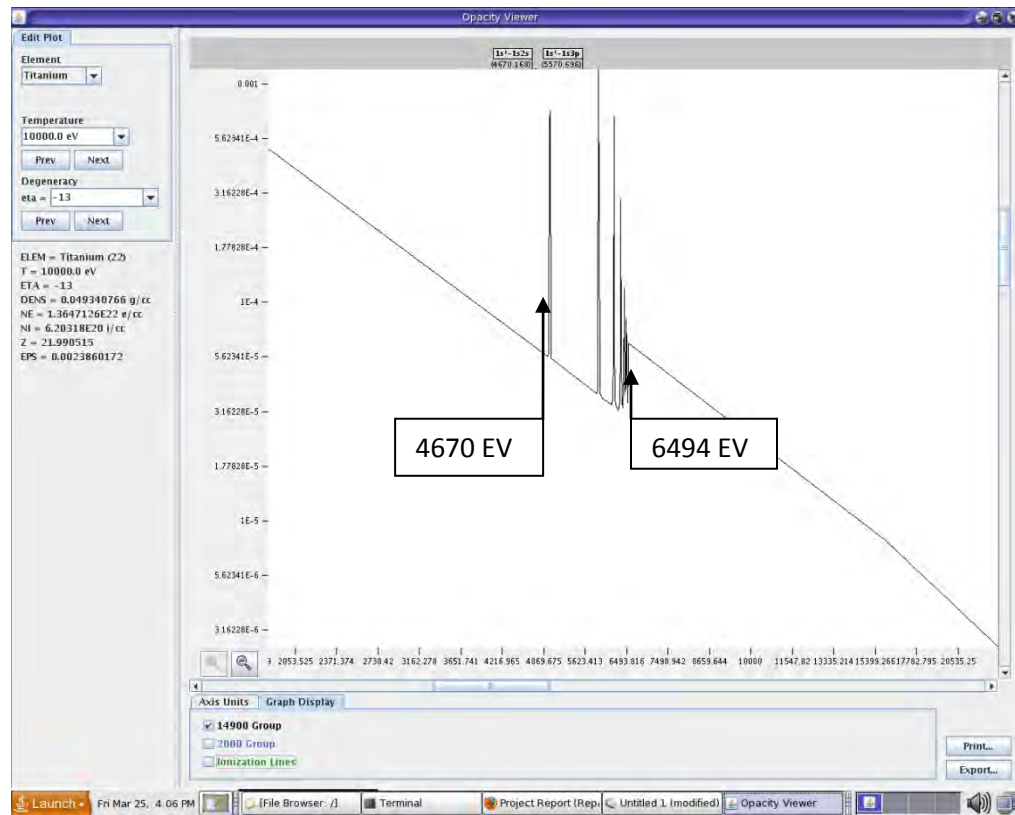 Opacity Viewer
Edit Plot
Element
Titanium
Temperature
10000.0 eV
Prev Next
Degeneracy
eta = -13
Prev Next
ELEM = Titanium (22)
T = 10000.0 eV
ETA = -13
DENS = 0.049340766 g/cc
NE = 1.3647126E22 e/cc
NI = 6.20318E20 i/cc
Z = 21.990515
EPS = 0.0023860172
1s²-1s2s 1s²-1s3p
(4670.168) (5570.696)
0.001
5.62341E-4
3.16228E-4
1.77828E-4
1E-4
5.62341E-5
3.16228E-5
1.77828E-5
1E-5
5.62341E-6
3.16228E-6
4670 EV
6494 EV
2053.525 2371.374 2738.42 3162.278 3651.741 4216.965 4869.675 5623.413 6493.816 7498.942 8659.644 10000 11547.82 13335.214 15399.266 17782.795 20535.25
Axis Units Graph Display
14900 Group
2000 Group
Ionization Lines
Print...
Export...
Launch Fri Mar 25, 4:06 PM [File Browser: /] Terminal Project Report (Rep Untitled 1 (modified) Opacity Viewer